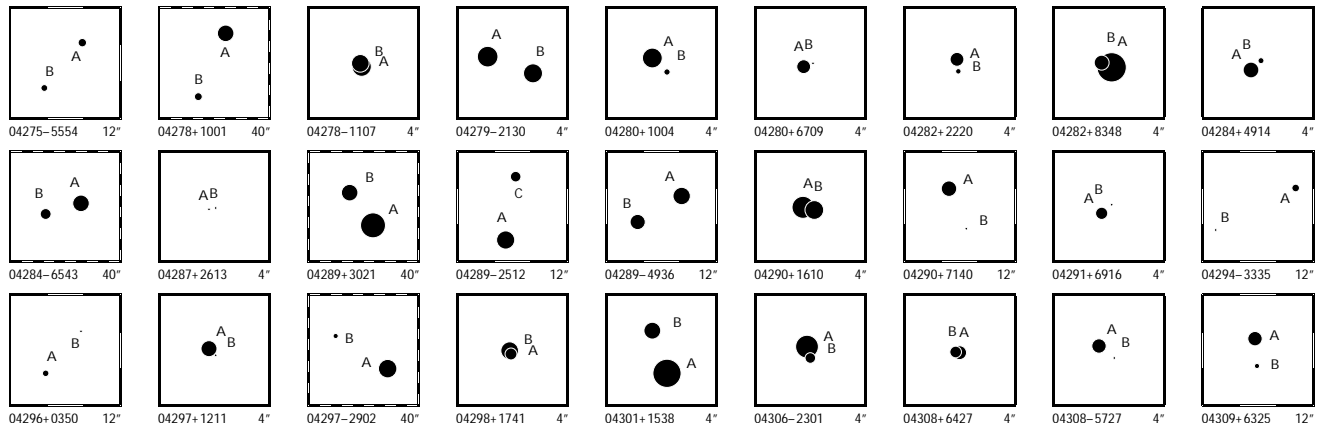 A
B
04275−5554 12″
A
B
04278+1001 40″
B
A
04278−1107 4″
A
B
04279−2130 4″
A
B
04280+1004 4″
A B
04280+6709 4″
A
B
04282+2220 4″
B A
04282+8348 4″
B
A
04284+4914 4″
B A
04284−6543 40″
A B
04287+2613 4″
B
A
04289+3021 40″
C
A
04289−2512 12″
A
B
04289−4936 12″
A B
04290+1610 4″
A
B
04290+7140 12″
B
A
04291+6916 4″
A
B
04294−3335 12″
B
A
04296+0350 12″
A
B
04297+1211 4″
B
A
04297−2902 40″
B
A
04298+1741 4″
B
A
04301+1538 4″
A
B
04306−2301 4″
B A
04308+6427 4″
A
B
04308−5727 4″
A
B
04309+6325 12″